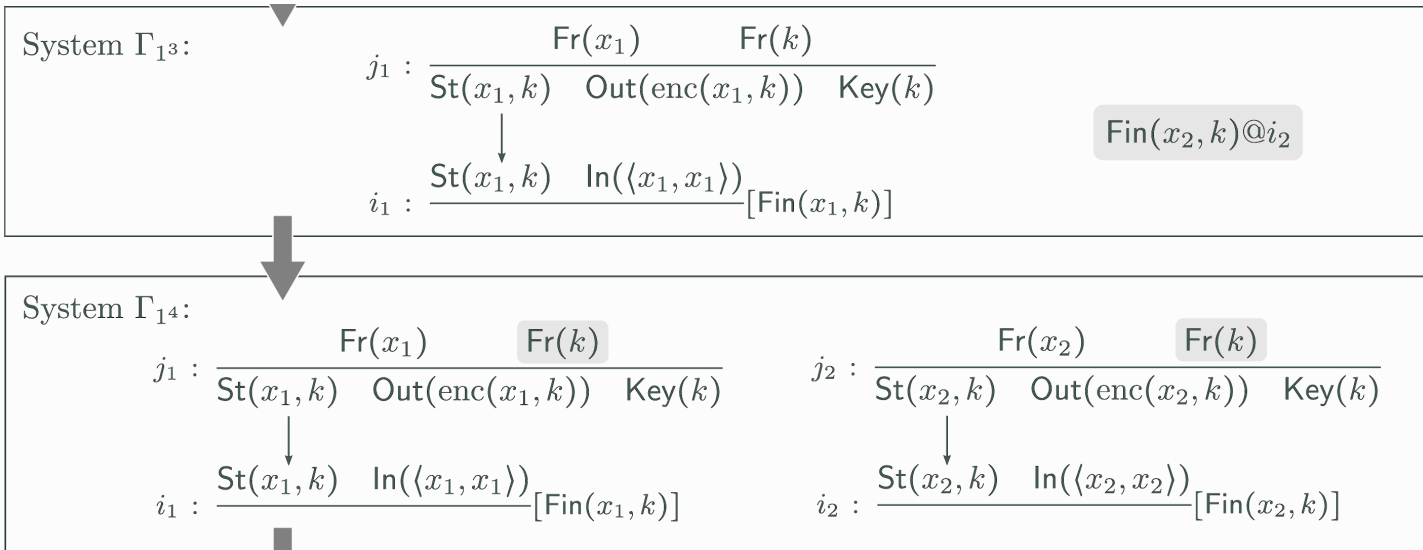 System Γ₁³:
Fr(x₁) Fr(k)
j₁ :
St(x₁, k) Out(enc(x₁, k)) Key(k)
Fin(x₂, k)@i₂
St(x₁, k) In(⟨x₁, x₁⟩)
i₁ : [Fin(x₁, k)]
System Γ₁⁴:
Fr(x₁) Fr(k)
j₁ :
St(x₁, k) Out(enc(x₁, k)) Key(k)
St(x₁, k) In(⟨x₁, x₁⟩)
i₁ : [Fin(x₁, k)]
Fr(x₂) Fr(k)
j₂ :
St(x₂, k) Out(enc(x₂, k)) Key(k)
St(x₂, k) In(⟨x₂, x₂⟩)
i₂ : [Fin(x₂, k)]